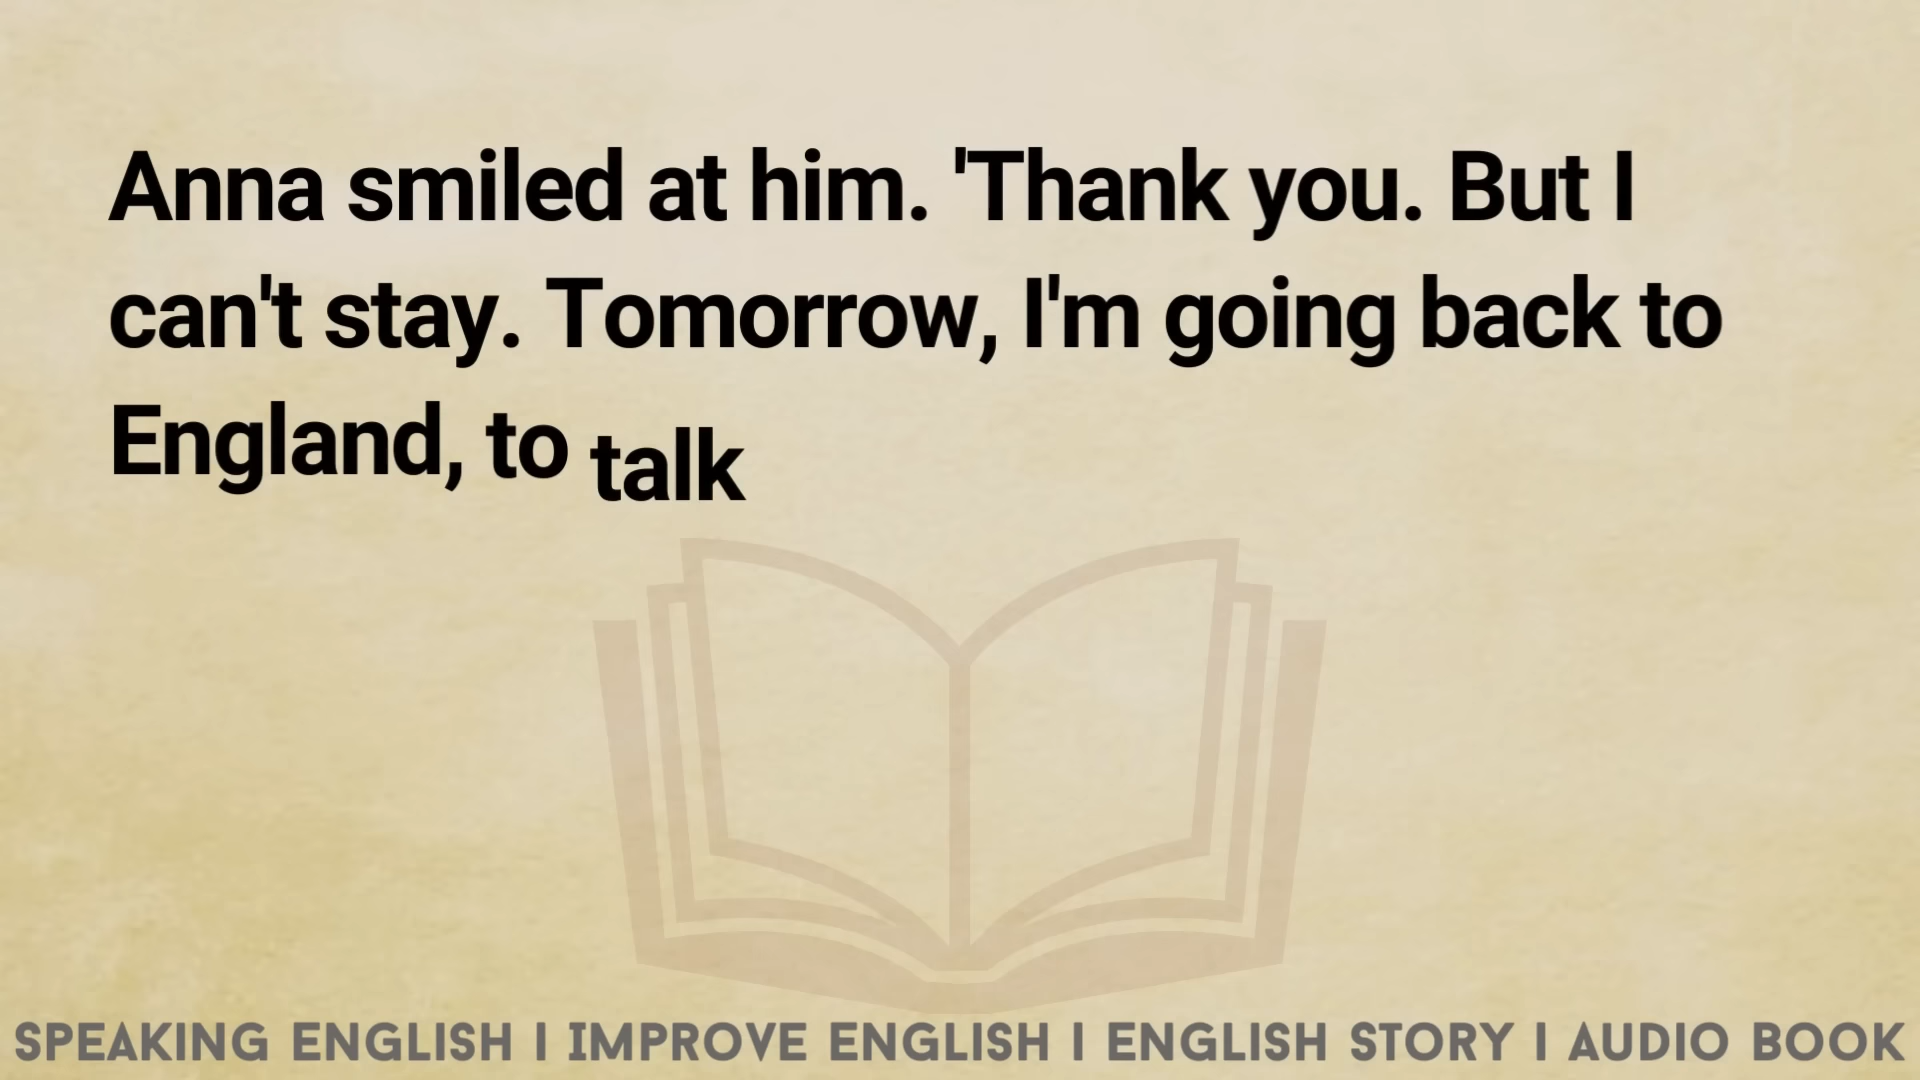 Anna smiled at him. 'Thank you. But I
can't stay. Tomorrow, I'm going back to
England, to talk
SPEAKING ENGLISH I IMPROVE ENGLISH I ENGLISH STORY I AUDIO BOOK